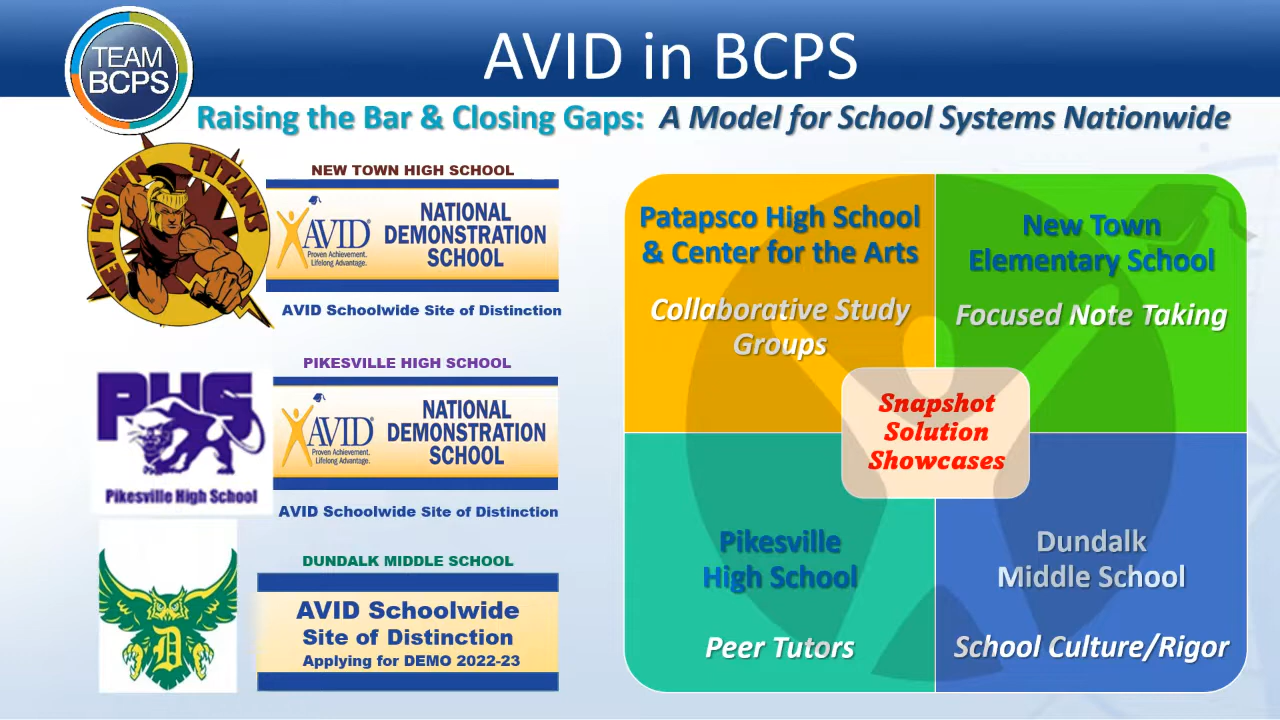 TEAM
BCPS
AVID in BCPS
Raising the Bar & Closing Gaps: A Model for School Systems Nationwide
NEW TOWN TITANS
NEW TOWN HIGH SCHOOL
AVID®
Proven Achievement.
Lifelong Advantage.
NATIONAL
DEMONSTRATION
SCHOOL
AVID Schoolwide Site of Distinction
PHS
Pikesville High School
PIKESVILLE HIGH SCHOOL
AVID®
Proven Achievement.
Lifelong Advantage.
NATIONAL
DEMONSTRATION
SCHOOL
AVID Schoolwide Site of Distinction
D
DUNDALK MIDDLE SCHOOL
AVID Schoolwide
Site of Distinction
Applying for DEMO 2022-23
Patapsco High School
& Center for the Arts
Collaborative Study
Groups
New Town
Elementary School
Focused Note Taking
Snapshot
Solution
Showcases
Pikesville
High School
Peer Tutors
Dundalk
Middle School
School Culture/Rigor